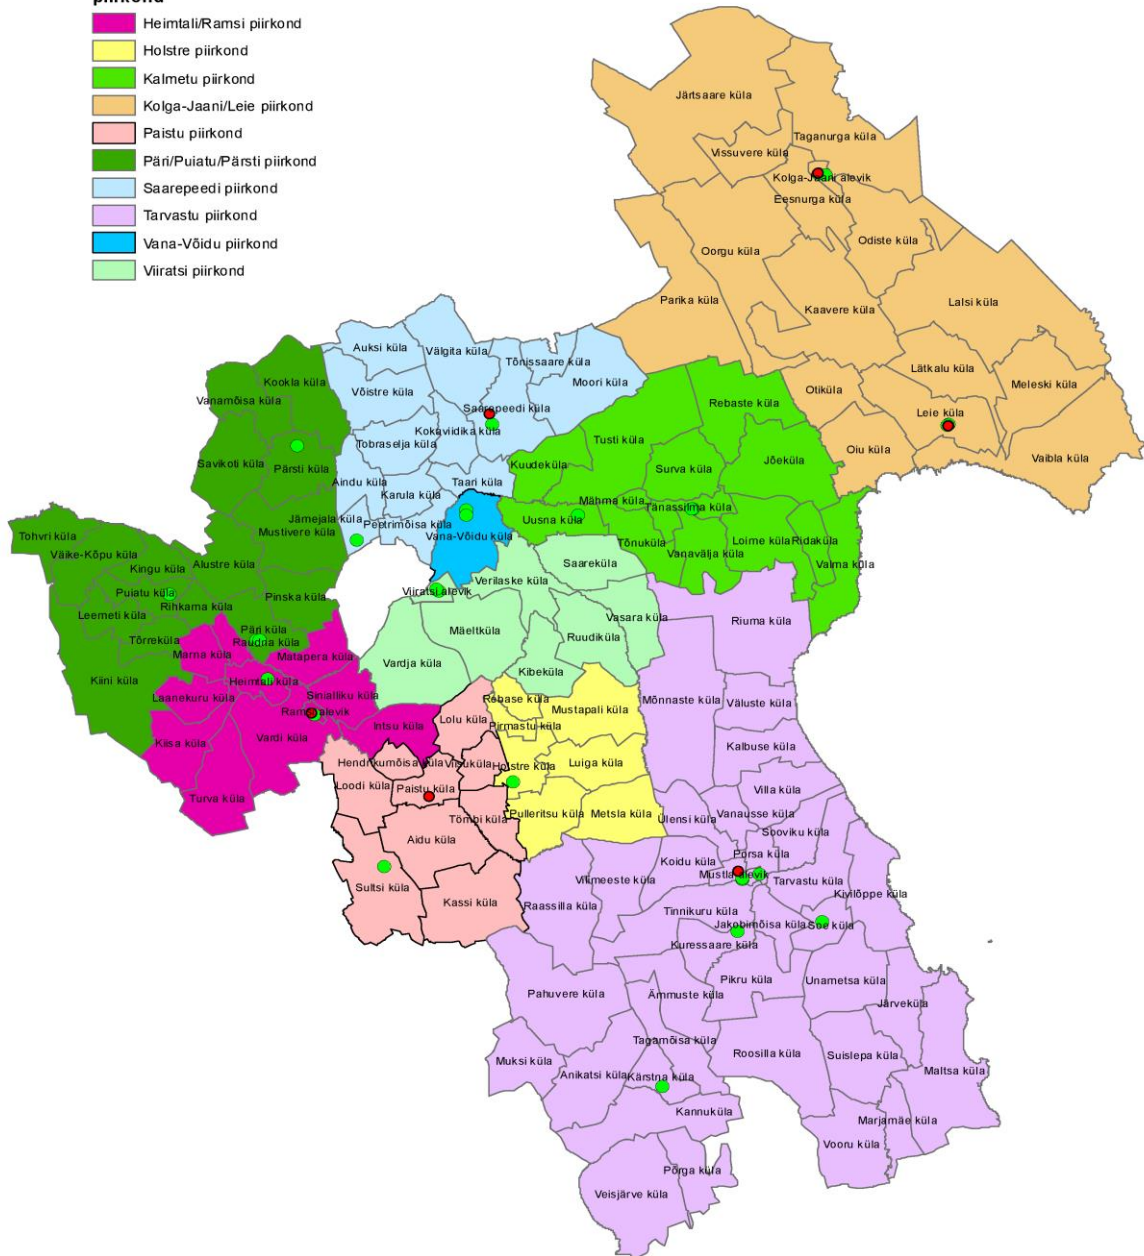 piirkond
Heimtali/Ramsi piirkond
Holstre piirkond
Kalmetu piirkond
Kolga-Jaani/Leie piirkond
Paistu piirkond
Päri/Puiatu/Pärsti piirkond
Saarepeedi piirkond
Tarvastu piirkond
Vana-Võidu piirkond
Viiratsi piirkond
Järtsaare küla
Taganurga küla
Vissuvere küla
Kolga-Jaani alevik
Eesnurga küla
Odiste küla
Oorgu küla
Parika küla
Kaavere küla
Lalsi küla
Lätkalu küla
Meleski küla
Otiküla
Leie küla
Oiu küla
Vaibla küla
Auksi küla
Välgita küla
Tõnissaare küla
Moori küla
Võistre küla
Saarepeedi küla
Kokaviidika küla
Tobraselja küla
Taari küla
Aindu küla
Karula küla
Peetrimõisa küla
Jämejala küla
Vana-Võidu küla
Kookla küla
Vanamõisa küla
Savikoti küla
Pärsti küla
Mustivere küla
Tohvri küla
Väike-Kõpu küla
Kingu küla
Alustre küla
Puiatu küla
Rihkama küla
Pinska küla
Leemeti küla
Tõrreküla
Päri küla
Raudna küla
Kiini küla
Marna küla
Matapera küla
Heimtali küla
Laanekuru küla
Sinialliku küla
Ramsi alevik
Intsu küla
Kiisa küla
Vardi küla
Turva küla
Rebaste küla
Tusti küla
Kuudeküla
Surva küla
Jõeküla
Mähma küla
Tänassilma küla
Uusna küla
Tõnuküla
Vanavälja küla
Loime küla
Ridaküla
Valma küla
Viiratsi alevik
Verilaske küla
Saareküla
Mäeltküla
Vasara küla
Ruudiküla
Vardja küla
Kibeküla
Rebase küla
Mustapali küla
Pirmastu küla
Holstre küla
Luiga küla
Pulleritsu küla
Metsla küla
Lolu küla
Hendrikumõisa küla
Viisuküla
Loodi küla
Paistu küla
Tömbi küla
Aidu küla
Sultsi küla
Kassi küla
Riuma küla
Mõnnaste küla
Väluste küla
Kalbuse küla
Villa küla
Ülensi küla
Vanausse küla
Sooviku küla
Porsa küla
Koidu küla
Mustla alevik
Tarvastu küla
Kivilõppe küla
Vilimeeste küla
Raassilla küla
Tinnikuru küla
Jakobimõisa küla
Soe küla
Kuressaare küla
Pikru küla
Unametsa küla
Järveküla
Pahuvere küla
Ämmuste küla
Tagamõisa küla
Roosilla küla
Suislepa küla
Maltsa küla
Muksi küla
Anikatsi küla
Kärstna küla
Kannuküla
Marjamäe küla
Vooru küla
Põrga küla
Veisjärve küla